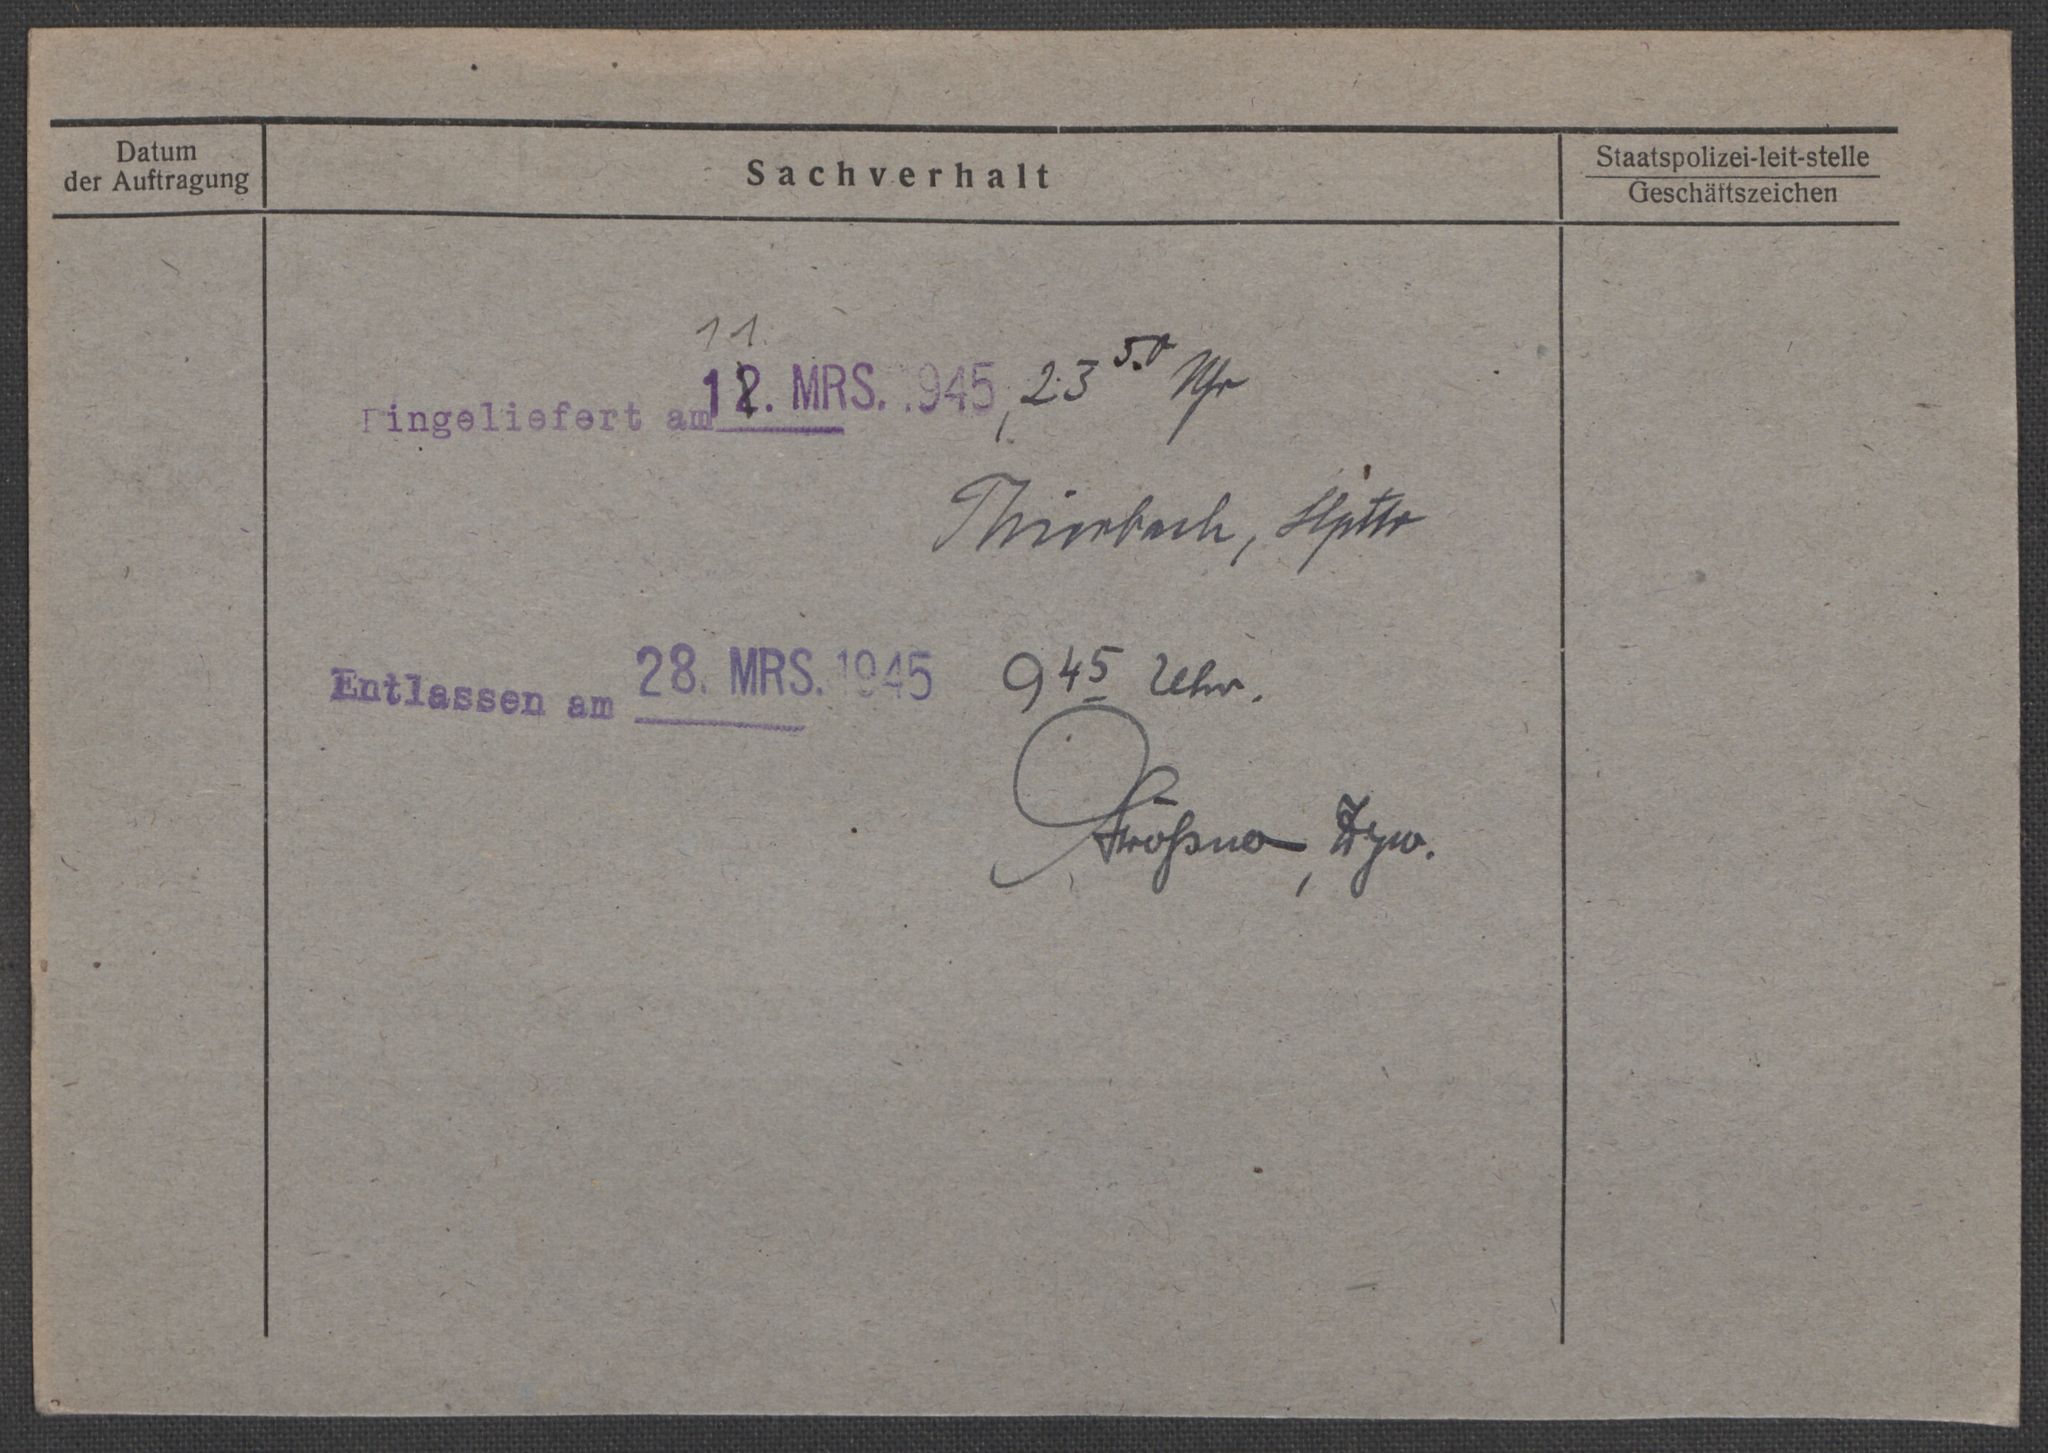 Datum
der Auftragung
Sachverhalt
Staatspolizei-leit-stelle
Geschäftszeichen
11.
Eingeliefert am 12. MRS. 1945, 23 50 Uhr
Thierbach,
Entlassen am 28. MRS. 1945 9 45 Uhr.